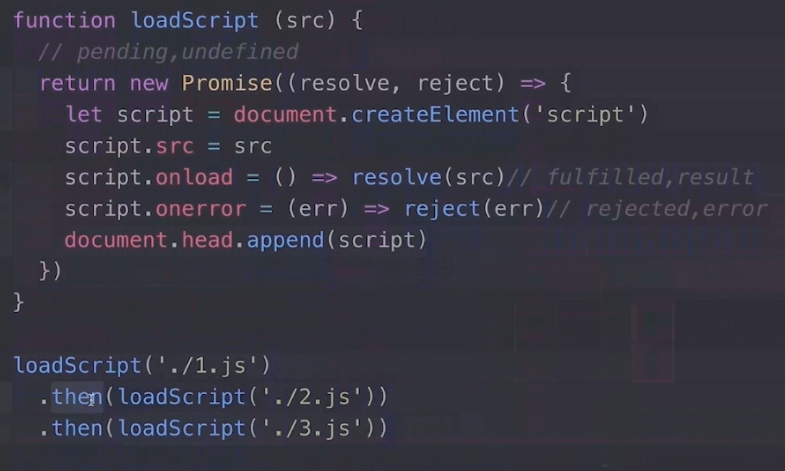 function loadScript (src) {
  // pending,undefined
  return new Promise((resolve, reject) => {
    let script = document.createElement('script')
    script.src = src
    script.onload = () => resolve(src)// fulfilled,result
    script.onerror = (err) => reject(err)// rejected,error
    document.head.append(script)
  })
}
loadScript('./1.js')
  .then(loadScript('./2.js'))
  .then(loadScript('./3.js'))